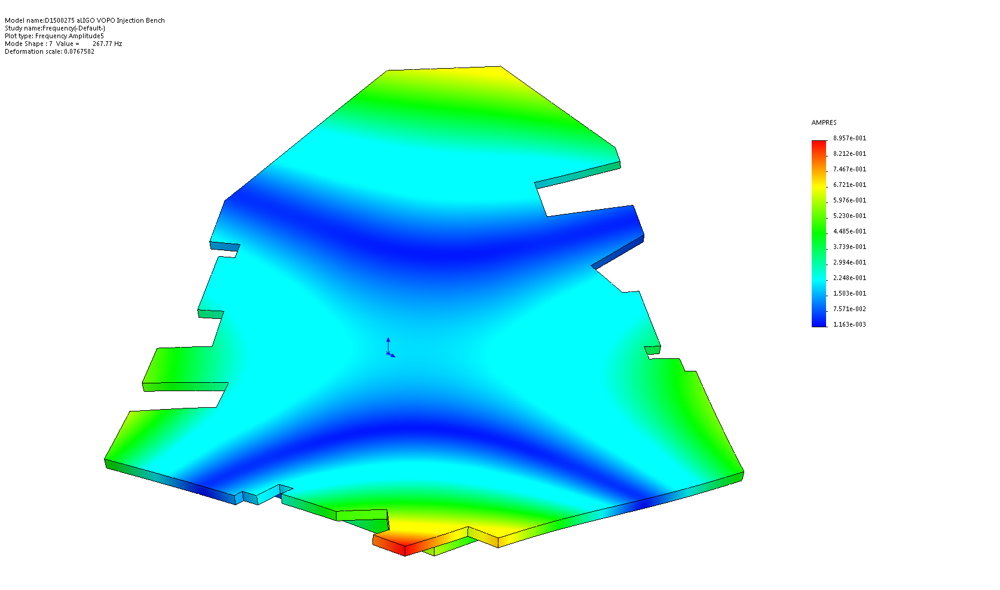 Model name:D1500275 aLIGO VOPO Injection Bench
Study name:Frequency(-Default-)
Plot type: Frequency Amplitude5
Mode Shape : 7  Value =       267.77 Hz
Deformation scale: 0.0767582
AMPRES
8.957e-001
8.212e-001
7.467e-001
6.721e-001
5.976e-001
5.230e-001
4.485e-001
3.739e-001
2.994e-001
2.248e-001
1.503e-001
7.571e-002
1.163e-003